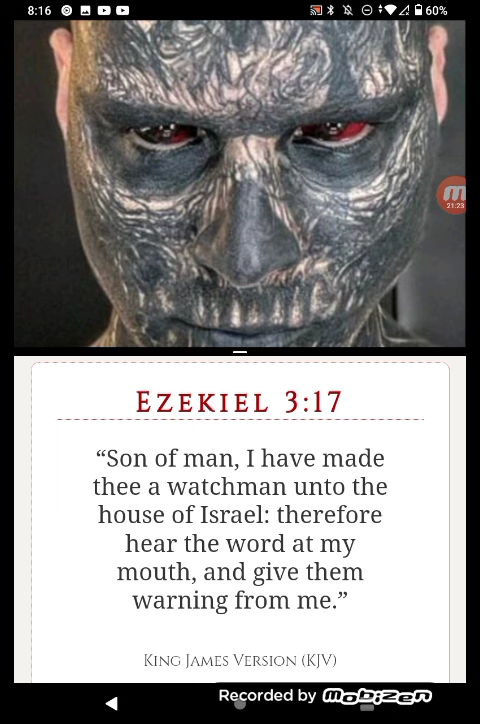 8:16
60%
21:23
EZEKIEL 3:17
“Son of man, I have made
thee a watchman unto the
house of Israel: therefore
hear the word at my
mouth, and give them
warning from me.”
KING JAMES VERSION (KJV)
Recorded by Mobizen